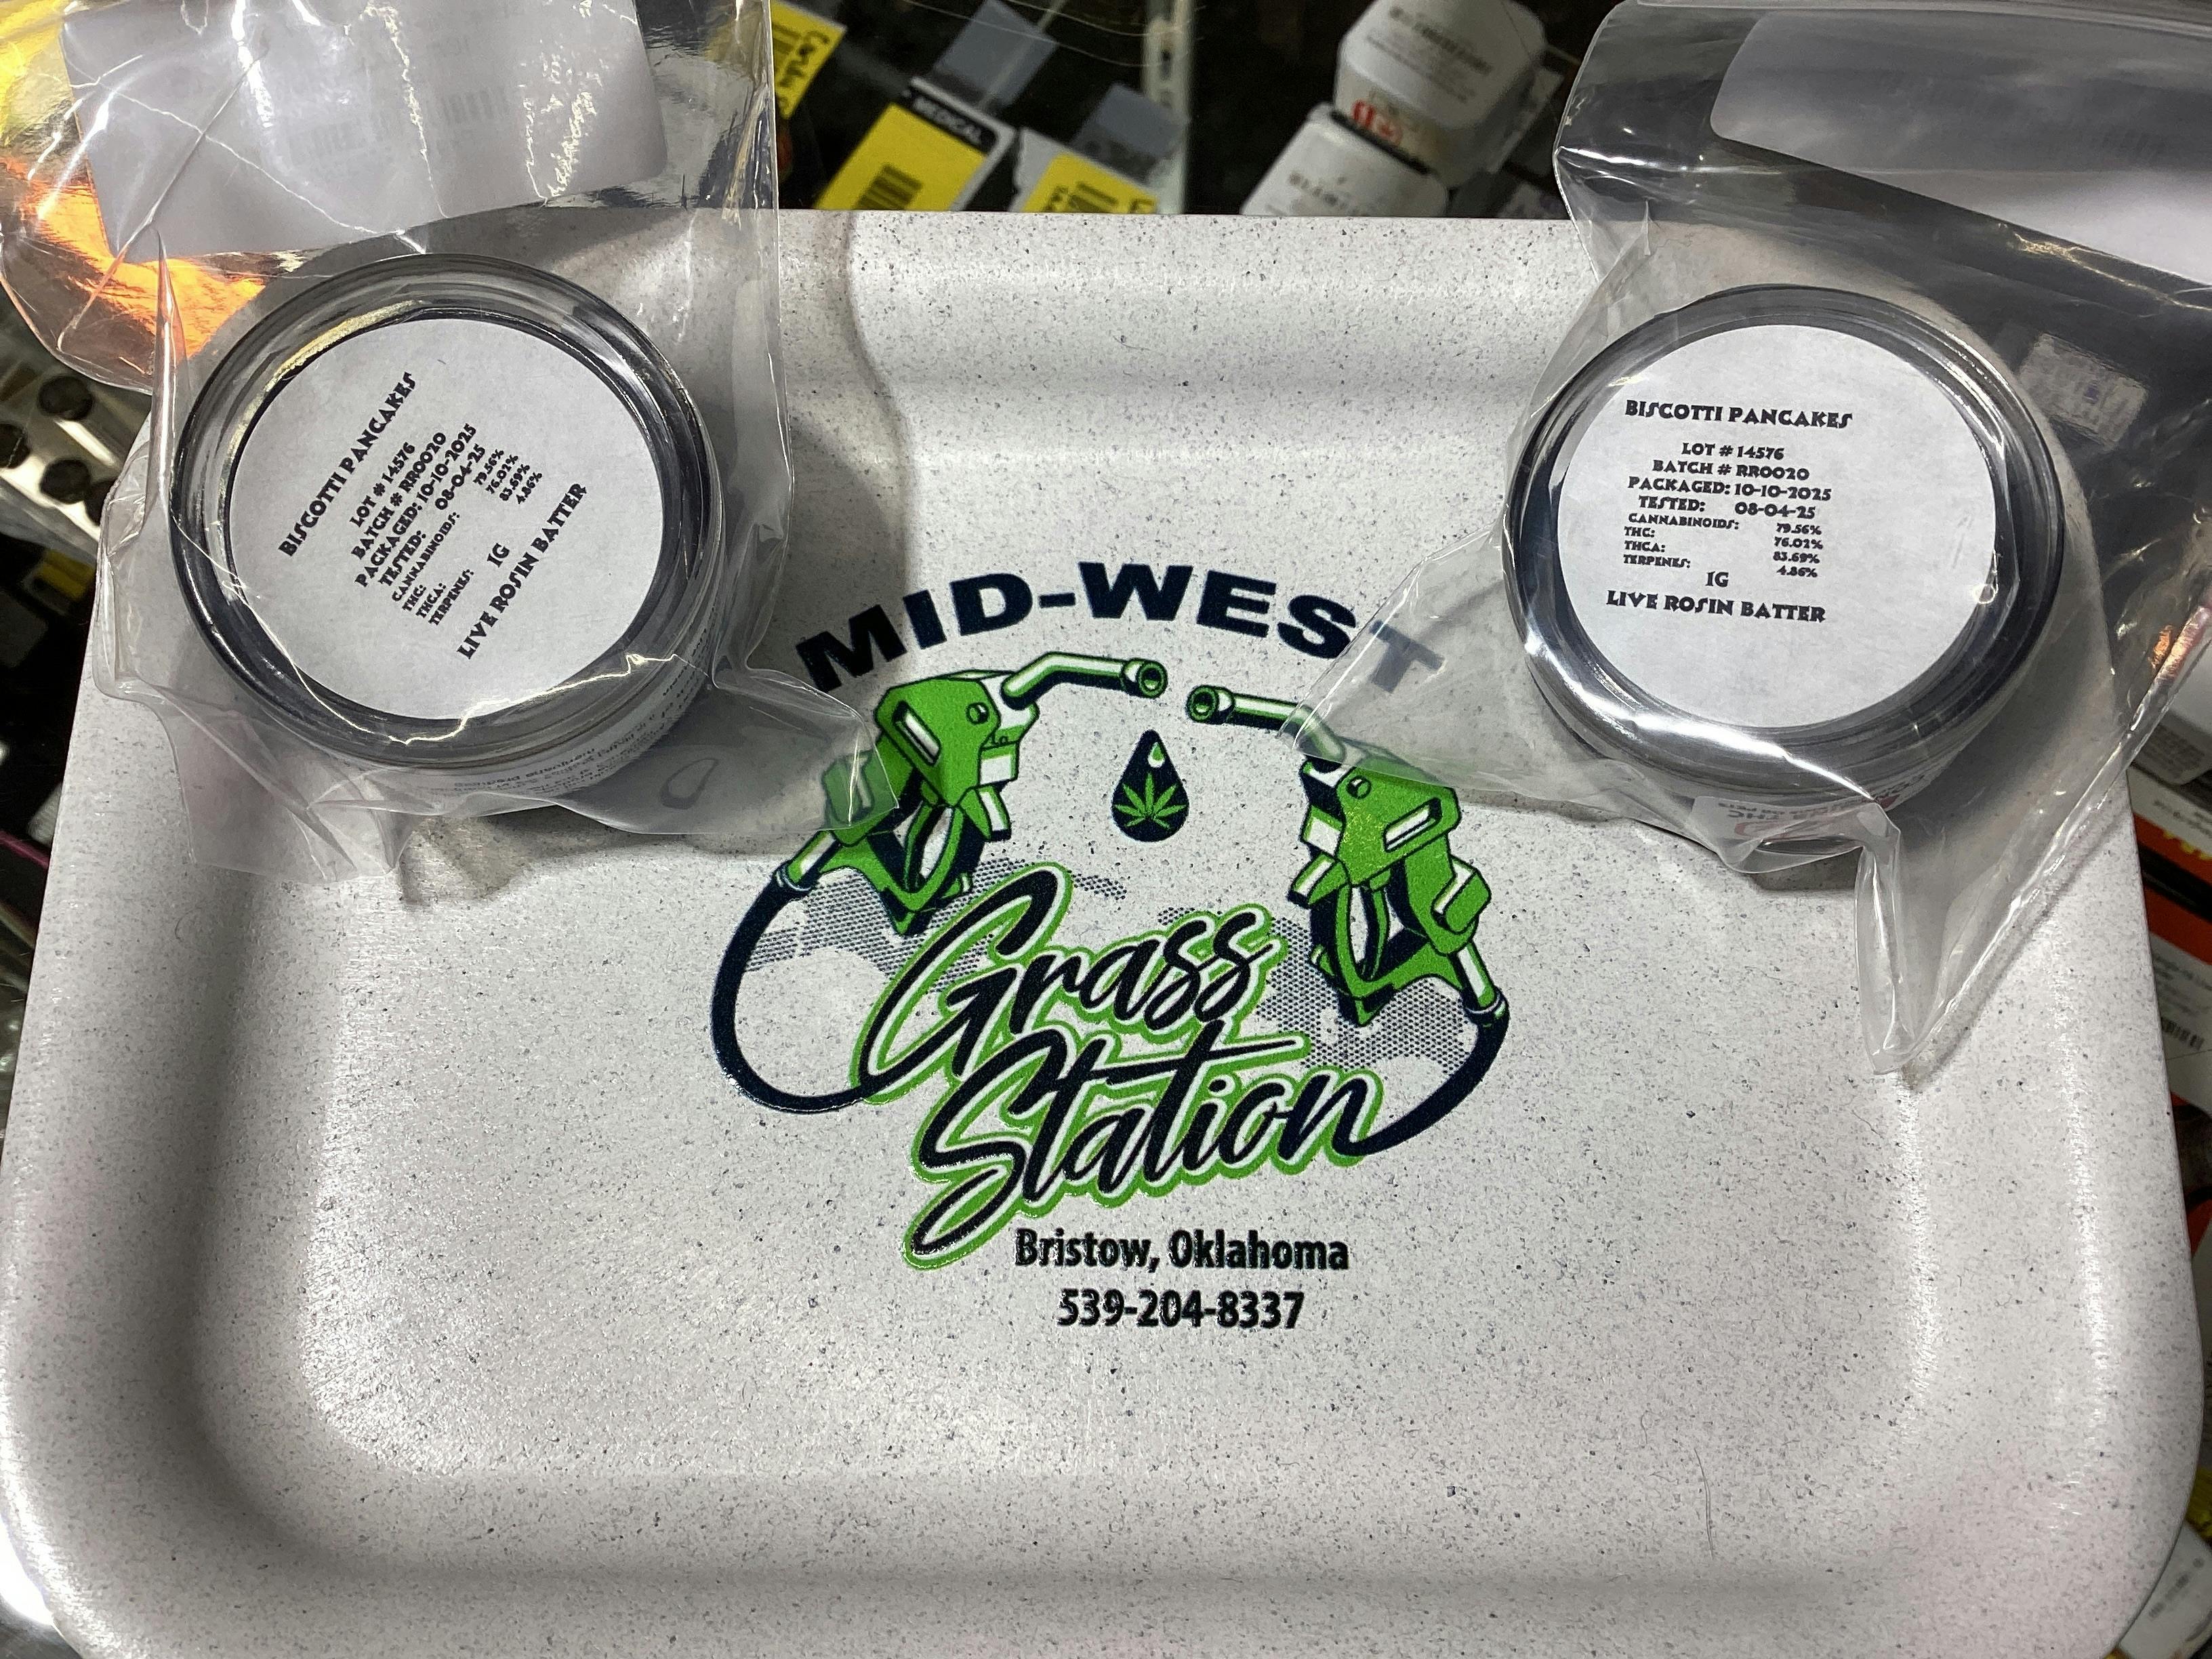 MEDICAL
BISCOTTI PANCAKES
LOT # 14576
BATCH # RR0020
PACKAGED: 10-10-2025
TESTED: 08-04-25
CANNABINOIDS: 79.56%
THC: 76.02%
THCA: 83.69%
TERPENES: 4.86%
1G
LIVE ROSIN BATTER
BISCOTTI PANCAKES
LOT # 14576
BATCH # RR0020
PACKAGED: 10-10-2025
TESTED: 08-04-25
CANNABINOIDS: 79.56%
THC: 76.02%
THCA: 83.69%
TERPENES: 4.86%
1G
LIVE ROSIN BATTER
MID-WEST
Grass
Station
Bristow, Oklahoma
539-204-8337